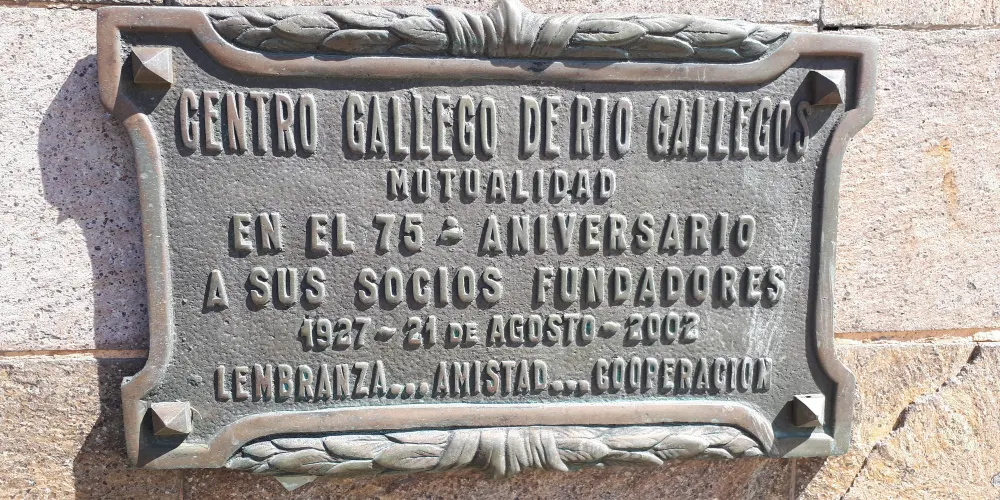 CENTRO GALLEGO DE RIO GALLEGOS
MUTUALIDAD
EN EL 75º ANIVERSARIO
A SUS SOCIOS FUNDADORES
1927 - 21 DE AGOSTO - 2002
LEMBRANZA... AMISTAD... COOPERACION